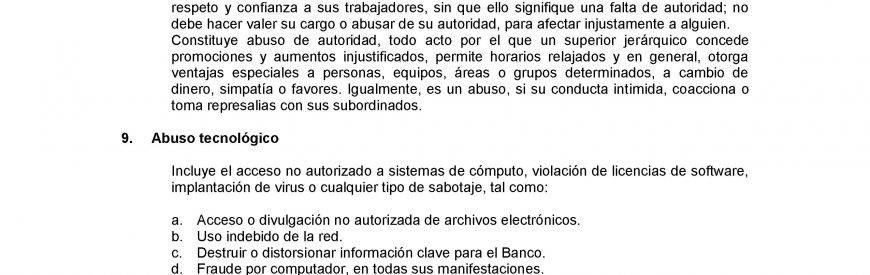 respeto y confianza a sus trabajadores, sin que ello signifique una falta de autoridad; no
debe hacer valer su cargo o abusar de su autoridad, para afectar injustamente a alguien.
Constituye abuso de autoridad, todo acto por el que un superior jerárquico concede
promociones y aumentos injustificados, permite horarios relajados y en general, otorga
ventajas especiales a personas, equipos, áreas o grupos determinados, a cambio de
dinero, simpatía o favores. Igualmente, es un abuso, si su conducta intimida, coacciona o
toma represalias con sus subordinados.
9. Abuso tecnológico
Incluye el acceso no autorizado a sistemas de cómputo, violación de licencias de software,
implantación de virus o cualquier tipo de sabotaje, tal como:
a. Acceso o divulgación no autorizada de archivos electrónicos.
b. Uso indebido de la red.
c. Destruir o distorsionar información clave para el Banco.
d. Fraude por computador, en todas sus manifestaciones.